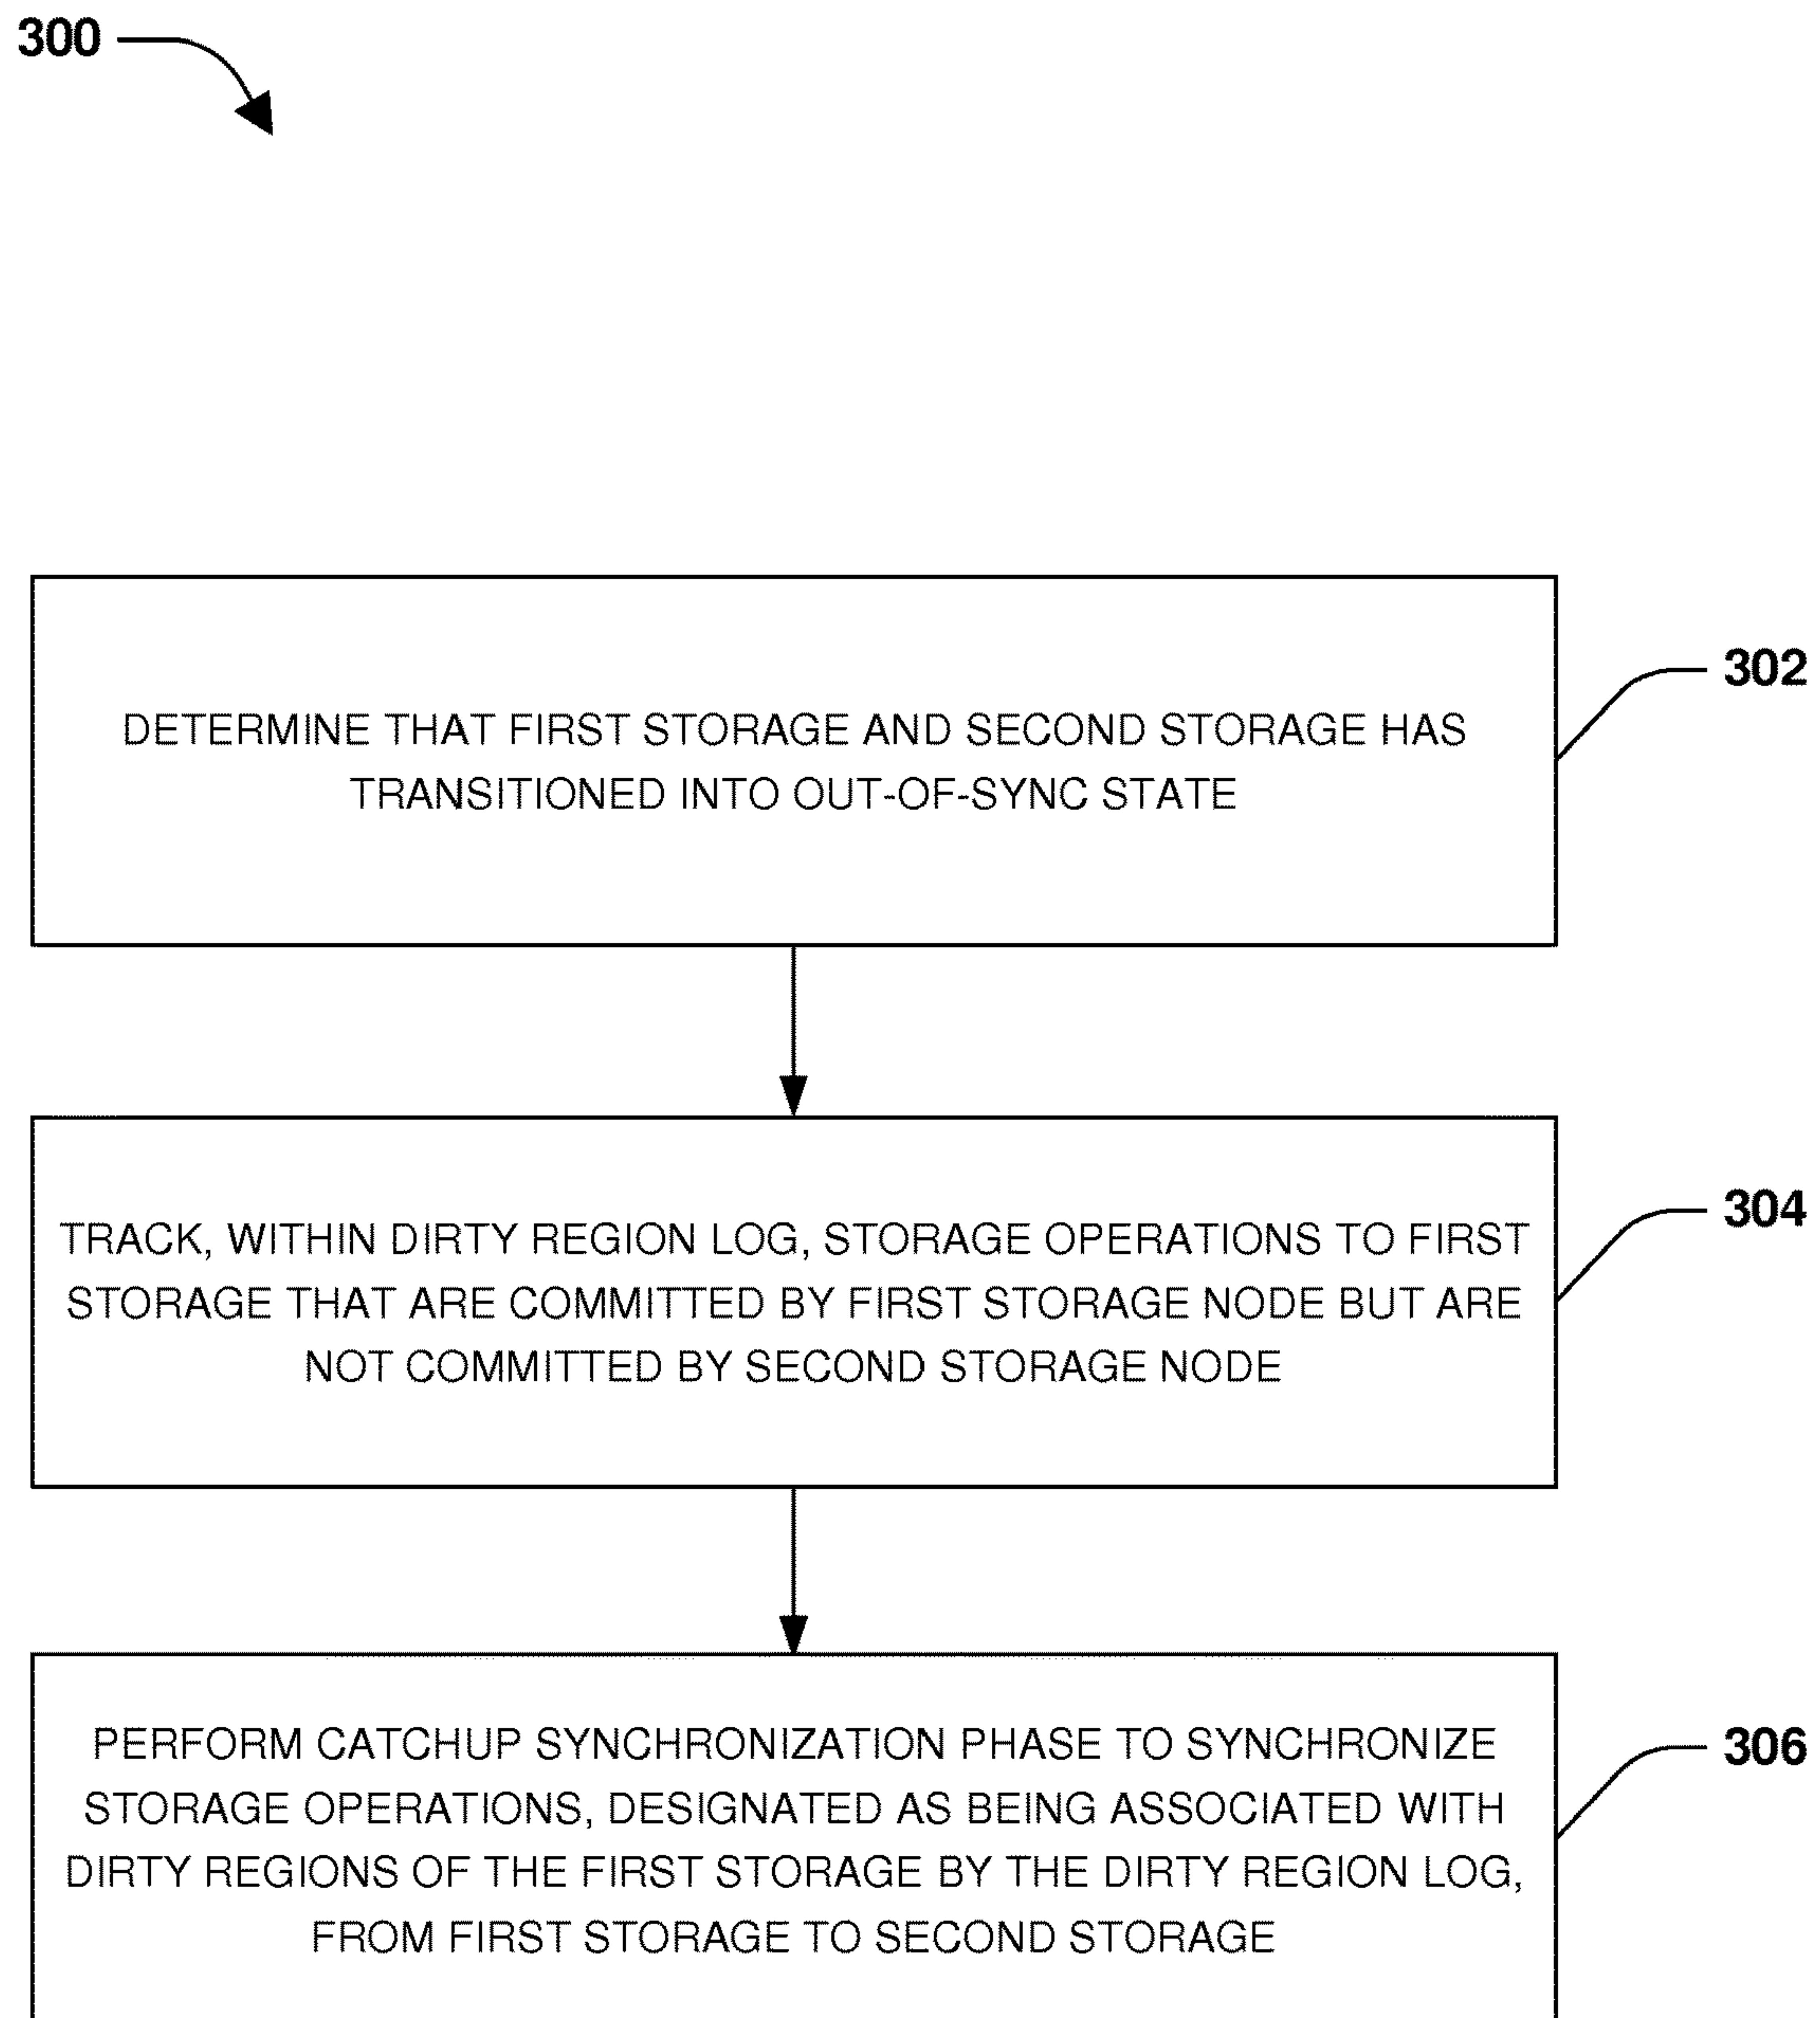 300
302
DETERMINE THAT FIRST STORAGE AND SECOND STORAGE HAS
TRANSITIONED INTO OUT-OF-SYNC STATE
304
TRACK, WITHIN DIRTY REGION LOG, STORAGE OPERATIONS TO FIRST
STORAGE THAT ARE COMMITTED BY FIRST STORAGE NODE BUT ARE
NOT COMMITTED BY SECOND STORAGE NODE
306
PERFORM CATCHUP SYNCHRONIZATION PHASE TO SYNCHRONIZE
STORAGE OPERATIONS, DESIGNATED AS BEING ASSOCIATED WITH
DIRTY REGIONS OF THE FIRST STORAGE BY THE DIRTY REGION LOG,
FROM FIRST STORAGE TO SECOND STORAGE